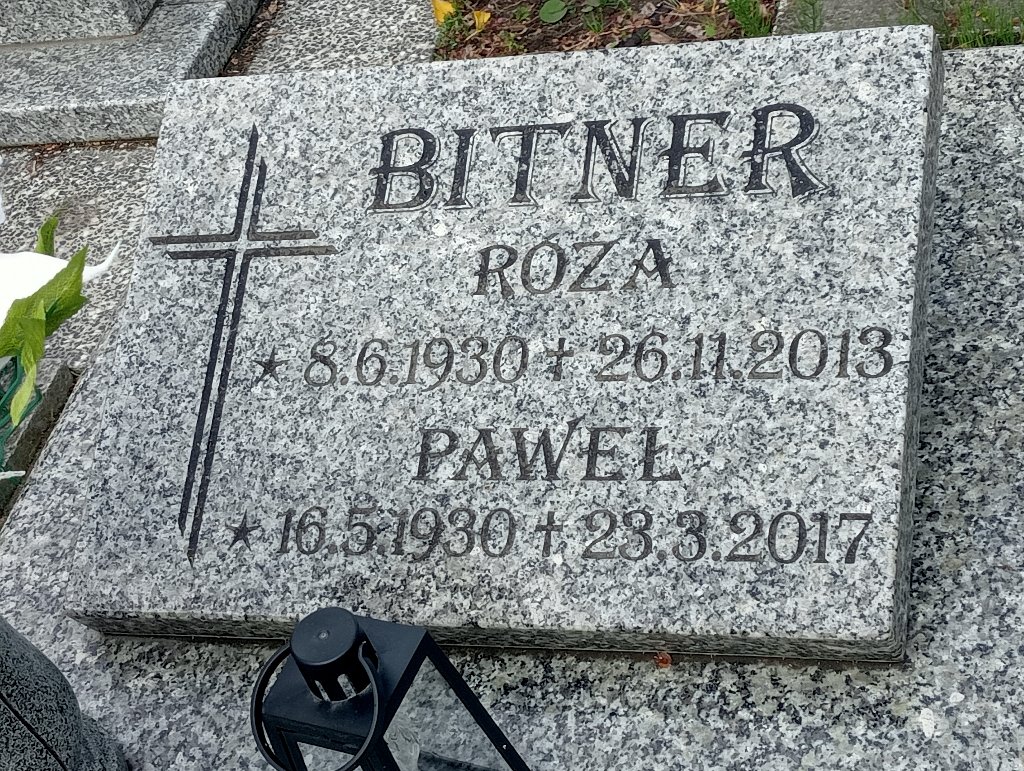 BITNER
RÓZA
★ 8.6.1930 ✝ 26.11.2013
PAWEŁ
★ 16.5.1930 ✝ 23.3.2017